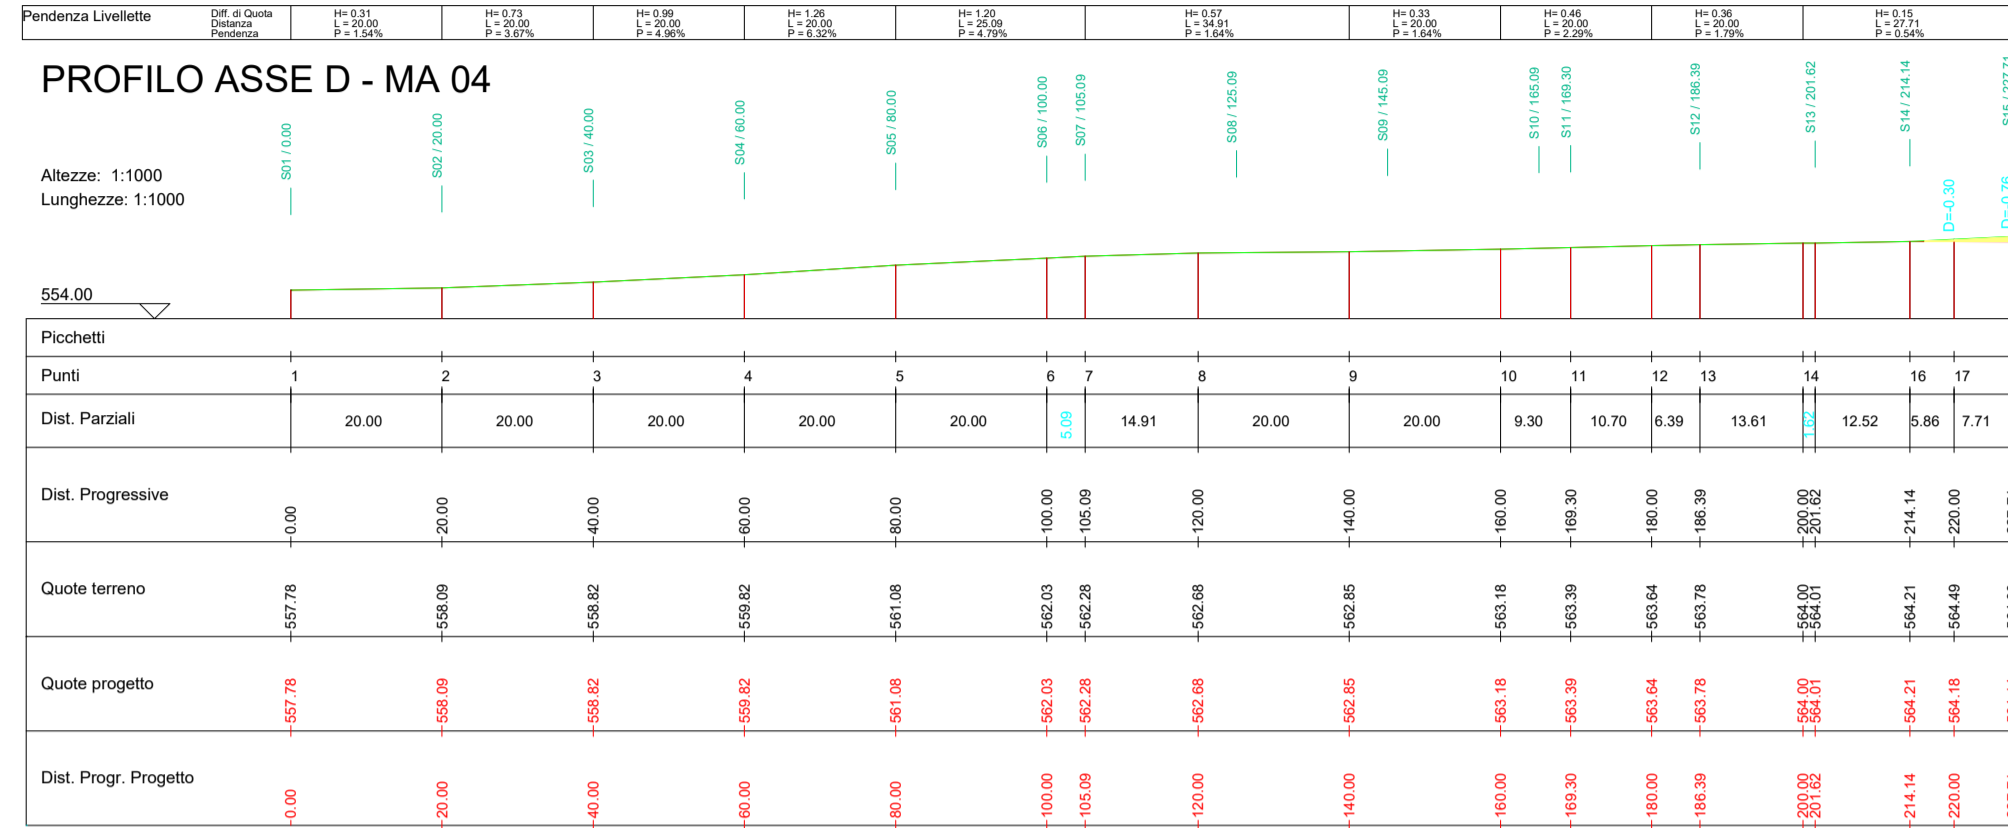 Pendenza Livellette
Diff. di Quota
Distanza
Pendenza
H= 0.31
L = 20.00
P = 1.54%
H= 0.73
L = 20.00
P = 3.67%
H= 0.99
L = 20.00
P = 4.96%
H= 1.26
L = 20.00
P = 6.32%
H= 1.20
L = 25.09
P = 4.79%
H= 0.57
L = 34.91
P = 1.64%
H= 0.33
L = 20.00
P = 1.64%
H= 0.46
L = 20.00
P = 2.29%
H= 0.36
L = 20.00
P = 1.79%
H= 0.15
L = 27.71
P = 0.54%
PROFILO ASSE D - MA 04
S01 / 0.00
S02 / 20.00
S03 / 40.00
S04 / 60.00
S05 / 80.00
S06 / 100.00
S07 / 105.09
S08 / 125.09
S09 / 145.09
S10 / 165.09
S11 / 169.30
S12 / 186.39
S13 / 201.62
S14 / 214.14
Altezze: 1:1000
Lunghezze: 1:1000
D=-0.30
D=-0.76
554.00
Picchetti
Punti 1 2 3 4 5 6 7 8 9 10 11 12 13 14 16 17
Dist. Parziali 20.00 20.00 20.00 20.00 20.00 5.09 14.91 20.00 20.00 9.30 10.70 6.39 13.61 1.62 12.52 5.86 7.71
Dist. Progressive 0.00 20.00 40.00 60.00 80.00 100.00 105.09 120.00 140.00 160.00 169.30 180.00 186.39 200.00 201.62 214.14 220.00
Quote terreno 557.78 558.09 558.82 559.82 561.08 562.03 562.28 562.68 562.85 563.18 563.39 563.64 563.78 564.00 564.01 564.21 564.49
Quote progetto 557.78 558.09 558.82 559.82 561.08 562.03 562.28 562.68 562.85 563.18 563.39 563.64 563.78 564.00 564.01 564.21 564.18
Dist. Progr. Progetto 0.00 20.00 40.00 60.00 80.00 100.00 105.09 120.00 140.00 160.00 169.30 180.00 186.39 200.00 201.62 214.14 220.00